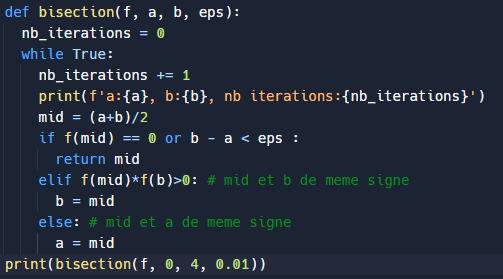 def bisection(f, a, b, eps):
  nb_iterations = 0
  while True:
    nb_iterations += 1
    print(f'a:{a}, b:{b}, nb iterations:{nb_iterations}')
    mid = (a+b)/2
    if f(mid) == 0 or b - a < eps :
      return mid
    elif f(mid)*f(b)>0: # mid et b de meme signe
      b = mid
    else: # mid et a de meme signe
      a = mid
print(bisection(f, 0, 4, 0.01))